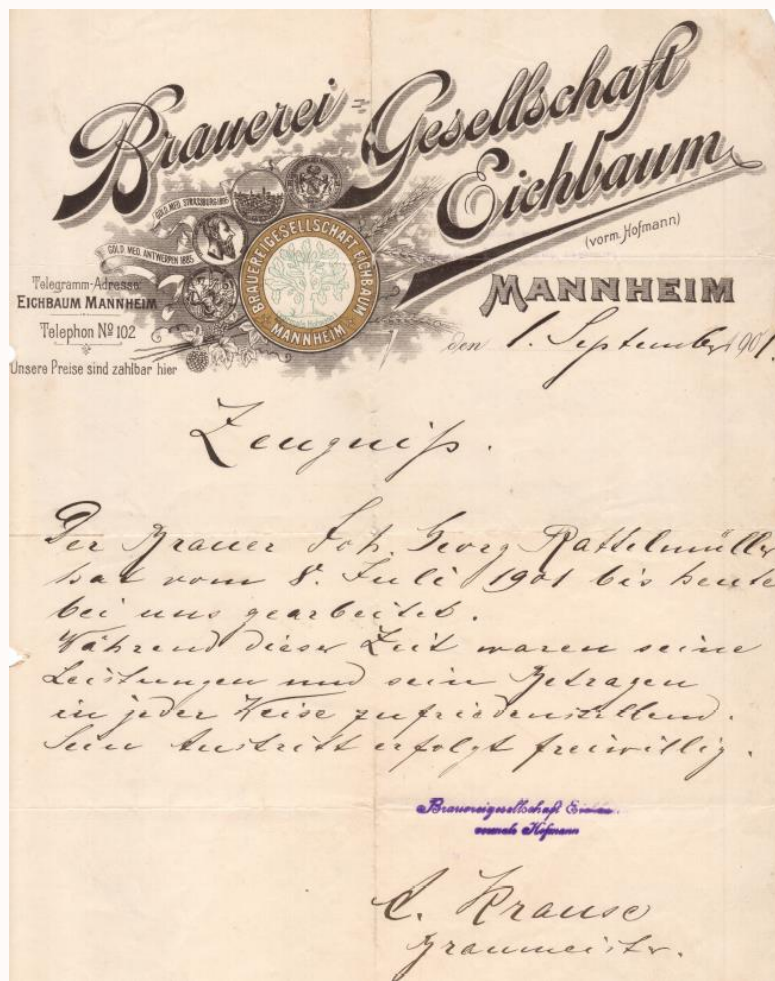 Brauerei-Gesellschaft
Eichbaum
(vorm. Hofmann)
GOLD. MED. STRASSBURG 1895
GOLD. MED. ANTWERPEN 1885
BRAUEREIGESELLSCHAFT EICHBAUM
MANNHEIM
Telegramm-Adresse:
EICHBAUM MANNHEIM
Telephon No 102
Unsere Preise sind zahlbar hier
MANNHEIM
den 1. September 1901.
Zeugniß.
Der Brauer Joh. Georg Rattelmüller
hat vom 8. Juli 1901 bis heute
bei uns gearbeitet.
Während dieser Zeit waren seine
Leistungen und sein Betragen
in jeder Weise zufriedenstellend.
Sein Austritt erfolgt freiwillig.
Brauereigesellschaft
vormals Hofmann
C. Krause
Braumeister.